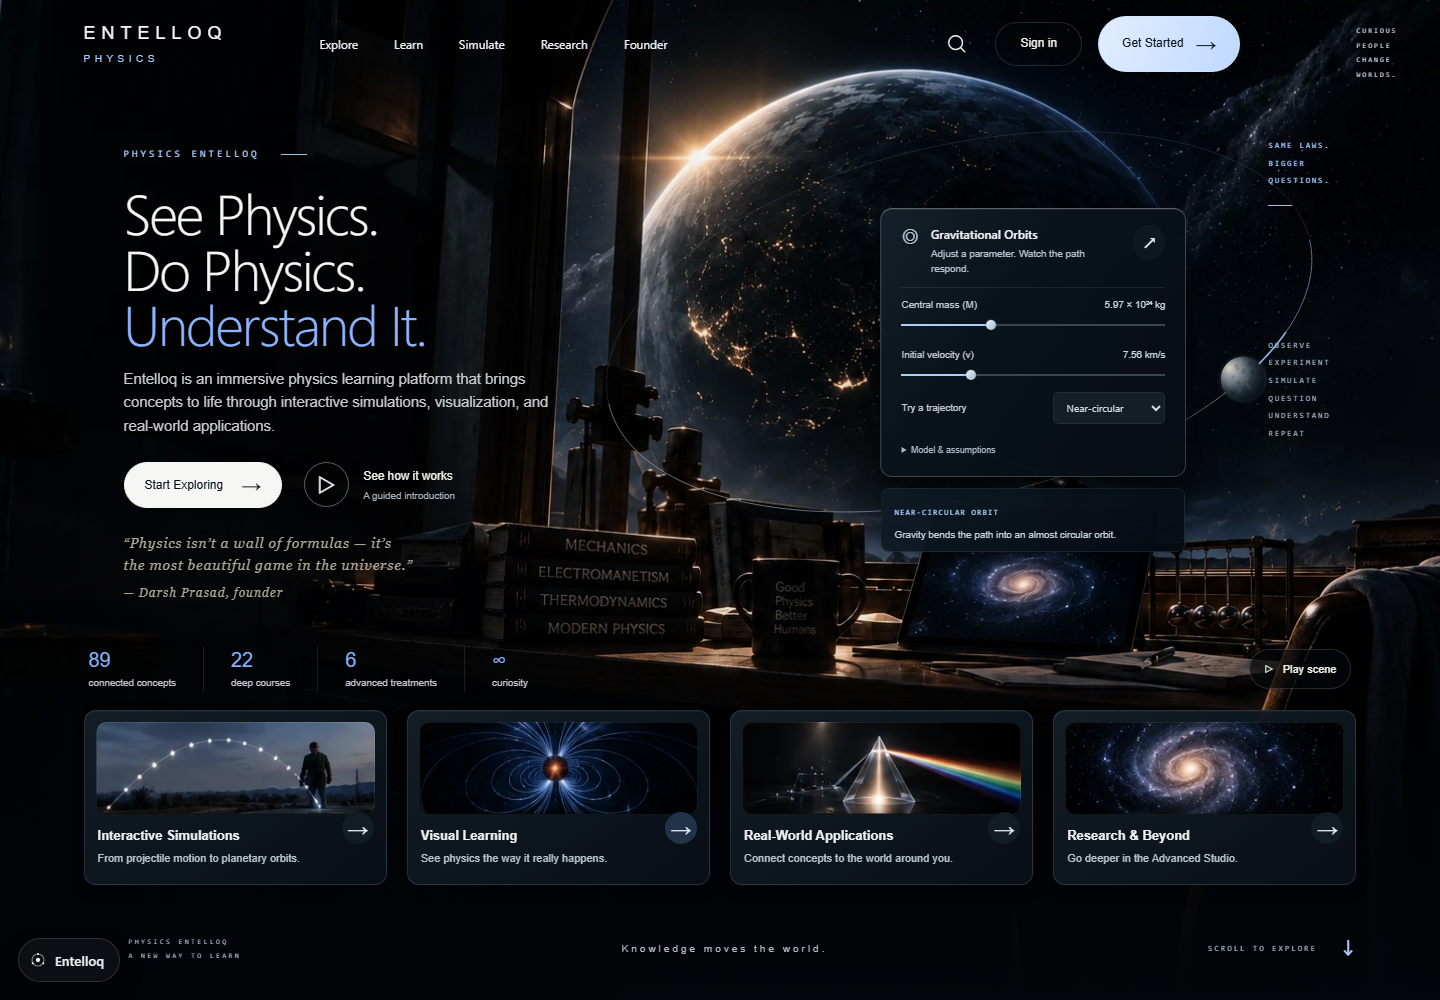 ENTELLOQ
PHYSICS
Explore
Learn
Simulate
Research
Founder
Sign in
Get Started →
CURIOUS
PEOPLE
CHANGE
WORLDS.
PHYSICS ENTELLOQ
See Physics.
Do Physics.
Understand It.
Entelloq is an immersive physics learning platform that brings
concepts to life through interactive simulations, visualization, and
real-world applications.
Start Exploring →
See how it works
A guided introduction
“Physics isn’t a wall of formulas — it’s
the most beautiful game in the universe.”
— Darsh Prasad, founder
SAME LAWS.
BIGGER
QUESTIONS.
Gravitational Orbits
Adjust a parameter. Watch the path
respond.
Central mass (M)
5.97 × 10²⁴ kg
Initial velocity (v)
7.56 km/s
Try a trajectory
Near-circular
Model & assumptions
NEAR-CIRCULAR ORBIT
Gravity bends the path into an almost circular orbit.
OBSERVE
EXPERIMENT
SIMULATE
QUESTION
UNDERSTAND
REPEAT
MECHANICS
ELECTROMANETISM
THERMODYNAMICS
MODERN PHYSICS
Good
Physics
Better
Humans
89
connected concepts
22
deep courses
6
advanced treatments
∞
curiosity
Play scene
Interactive Simulations
From projectile motion to planetary orbits.
Visual Learning
See physics the way it really happens.
Real-World Applications
Connect concepts to the world around you.
Research & Beyond
Go deeper in the Advanced Studio.
Entelloq
PHYSICS ENTELLOQ
A NEW WAY TO LEARN
Knowledge moves the world.
SCROLL TO EXPLORE ↓